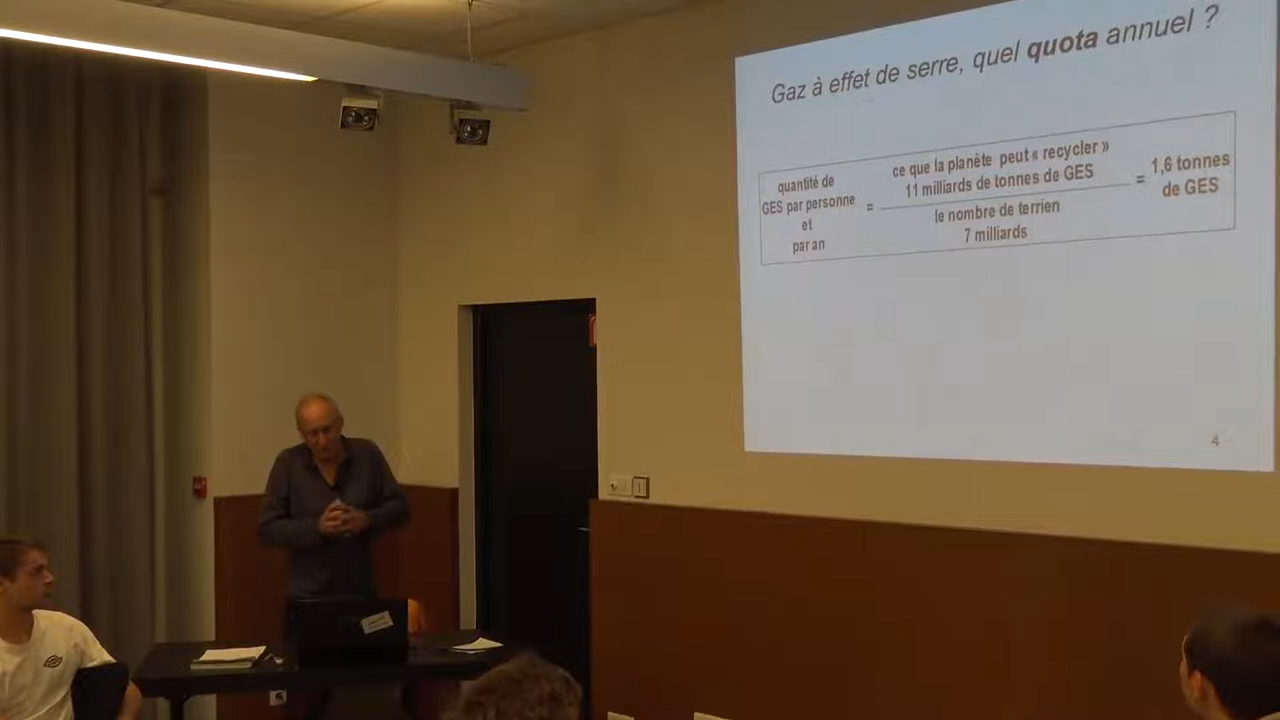 Gaz à effet de serre, quel quota annuel ?
quantité de
GES par personne
et
par an
=
ce que la planète peut « recycler »
11 milliards de tonnes de GES
le nombre de terrien
7 milliards
= 1,6 tonnes
de GES
4